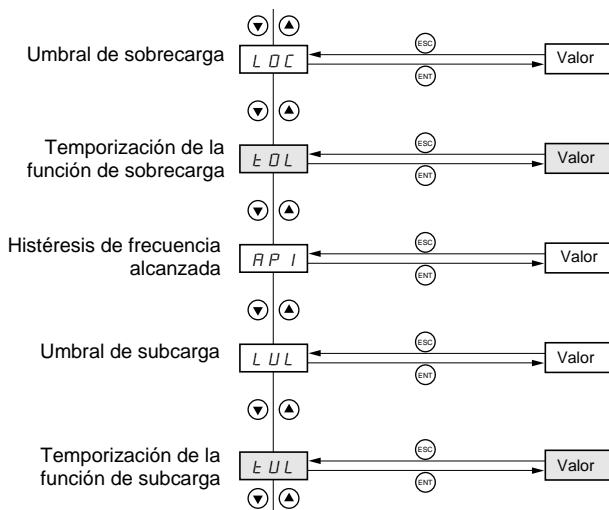 Umbral de sobrecarga
LOC
ESC
ENT
Valor
Temporización de la
función de sobrecarga
tOL
ESC
ENT
Valor
Histéresis de frecuencia
alcanzada
API
ESC
ENT
Valor
Umbral de subcarga
LUL
ESC
ENT
Valor
Temporización de la
función de subcarga
tUL
ESC
ENT
Valor